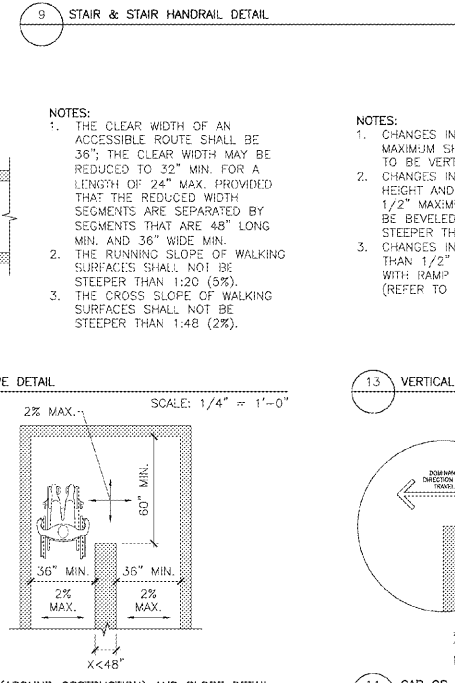 9 STAIR & STAIR HANDRAIL DETAIL
NOTES:
1. THE CLEAR WIDTH OF AN
ACCESSIBLE ROUTE SHALL BE
36"; THE CLEAR WIDTH MAY BE
REDUCED TO 32" MIN. FOR A
LENGTH OF 24" MAX. PROVIDED
THAT THE REDUCED WIDTH
SEGMENTS ARE SEPARATED BY
SEGMENTS THAT ARE 48" LONG
MIN. AND 36" WIDE MIN.
2. THE RUNNING SLOPE OF WALKING
SURFACES SHALL NOT BE
STEEPER THAN 1:20 (5%).
3. THE CROSS SLOPE OF WALKING
SURFACES SHALL NOT BE
STEEPER THAN 1:48 (2%).
NOTES:
1. CHANGES IN
MAXIMUM SH
TO BE VERT
2. CHANGES IN
HEIGHT AND
1/2" MAXIM
BE BEVELED
STEEPER TH
3. CHANGES IN
THAN 1/2"
WITH RAMP
(REFER TO
PE DETAIL
SCALE: 1/4" = 1'-0"
2% MAX.
60" MIN.
36" MIN.
36" MIN.
2%
MAX.
2%
MAX.
X<48"
13 VERTICAL
DIRECTION
TRAVEL